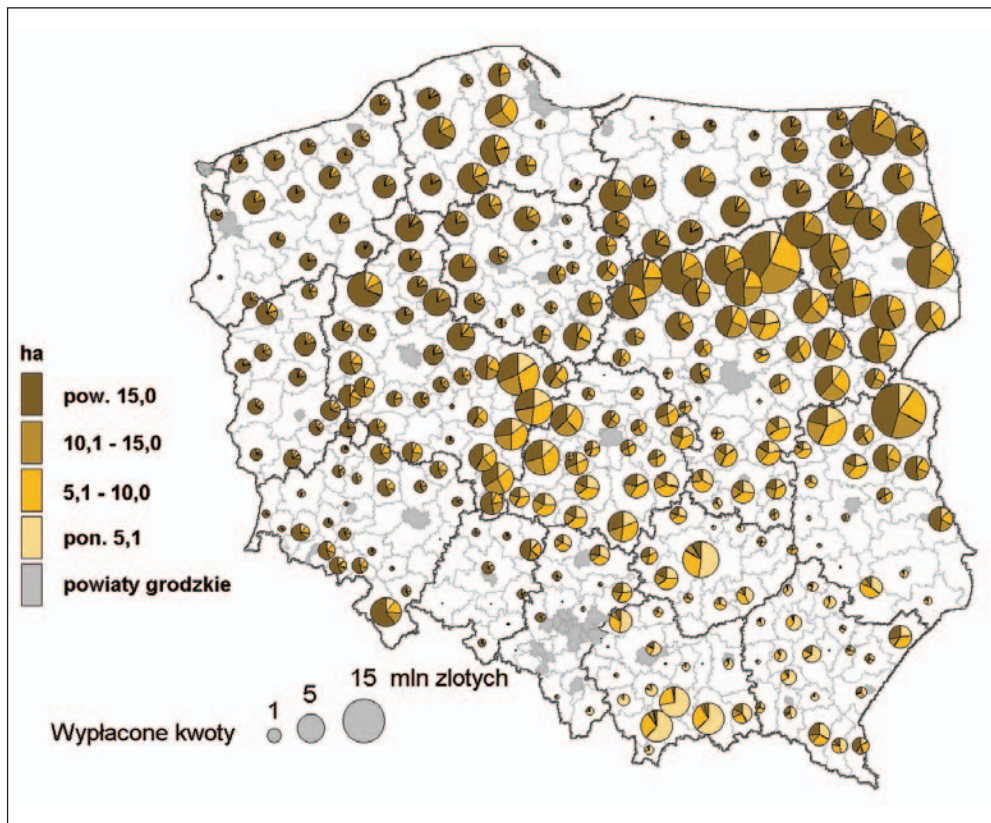 ha
pow. 15,0
10,1 - 15,0
5,1 - 10,0
pon. 5,1
powiaty grodzkie
1 5 15 mln zlotych
Wypłacone kwoty